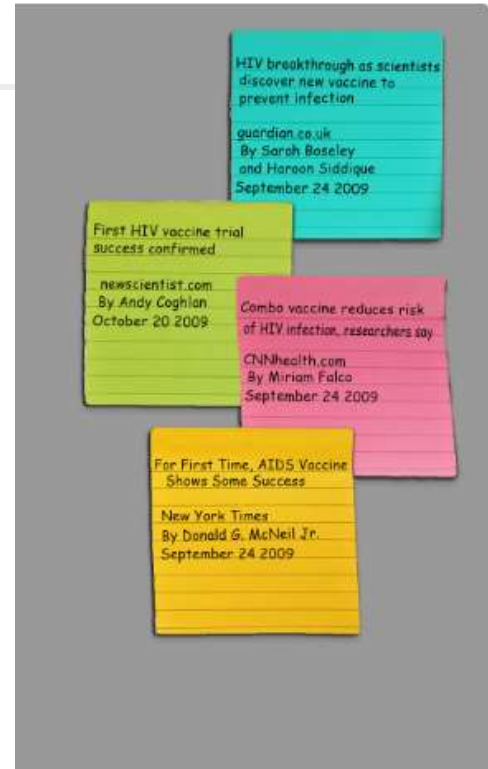 HIV breakthrough as scientists
discover new vaccine to
prevent infection
guardian.co.uk
By Sarah Boseley
and Haroon Siddique
September 24 2009
First HIV vaccine trial
success confirmed
newscientist.com
By Andy Coghlan
October 20 2009
Combo vaccine reduces risk
of HIV infection, researchers say
CNNhealth.com
By Miriam Falco
September 24 2009
For First Time, AIDS Vaccine
Shows Some Success
New York Times
By Donald G. McNeil Jr.
September 24 2009